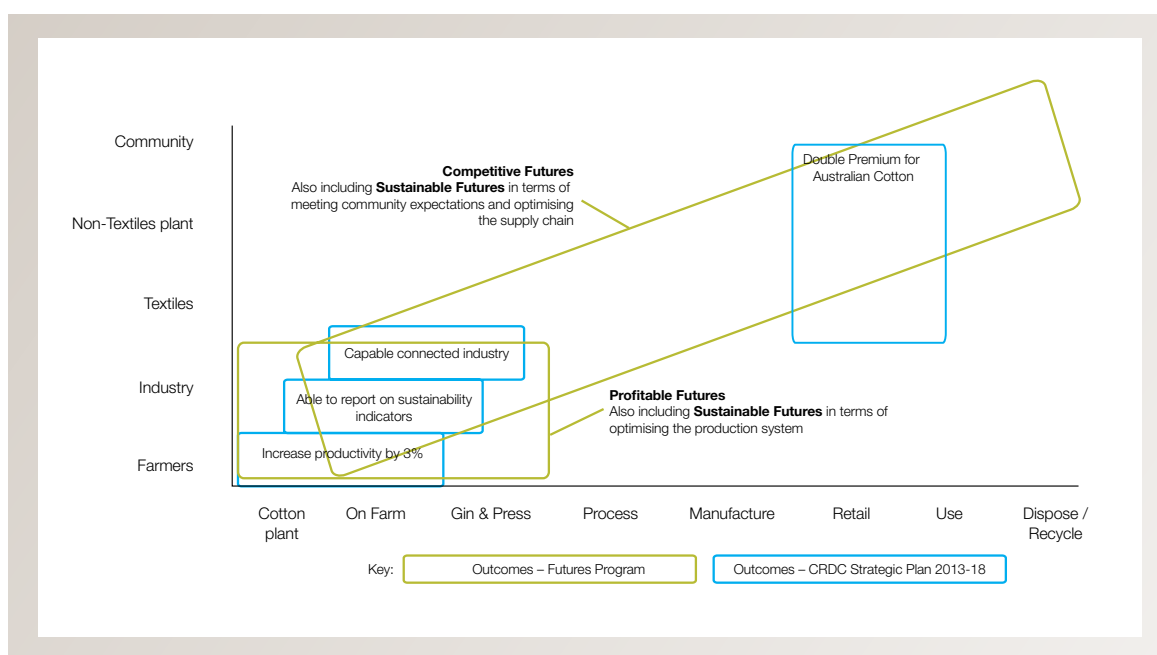 Community
Non-Textiles plant
Textiles
Industry
Farmers
Competitive Futures
Also including Sustainable Futures in terms of
meeting community expectations and optimising
the supply chain
Double Premium for
Australian Cotton
Capable connected industry
Able to report on sustainability
indicators
Increase productivity by 3%
Profitable Futures
Also including Sustainable Futures in terms of
optimising the production system
Cotton
plant
On Farm
Gin & Press
Process
Manufacture
Retail
Use
Dispose /
Recycle
Key:
Outcomes – Futures Program
Outcomes – CRDC Strategic Plan 2013-18